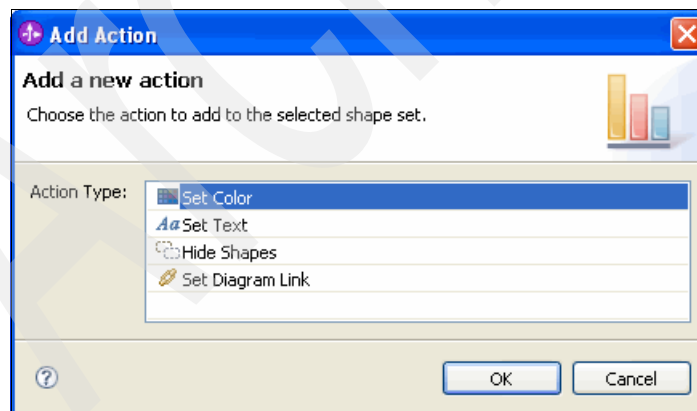 Add Action
Add a new action
Choose the action to add to the selected shape set.
Action Type:
Set Color
Aa Set Text
Hide Shapes
Set Diagram Link
?
OK
Cancel